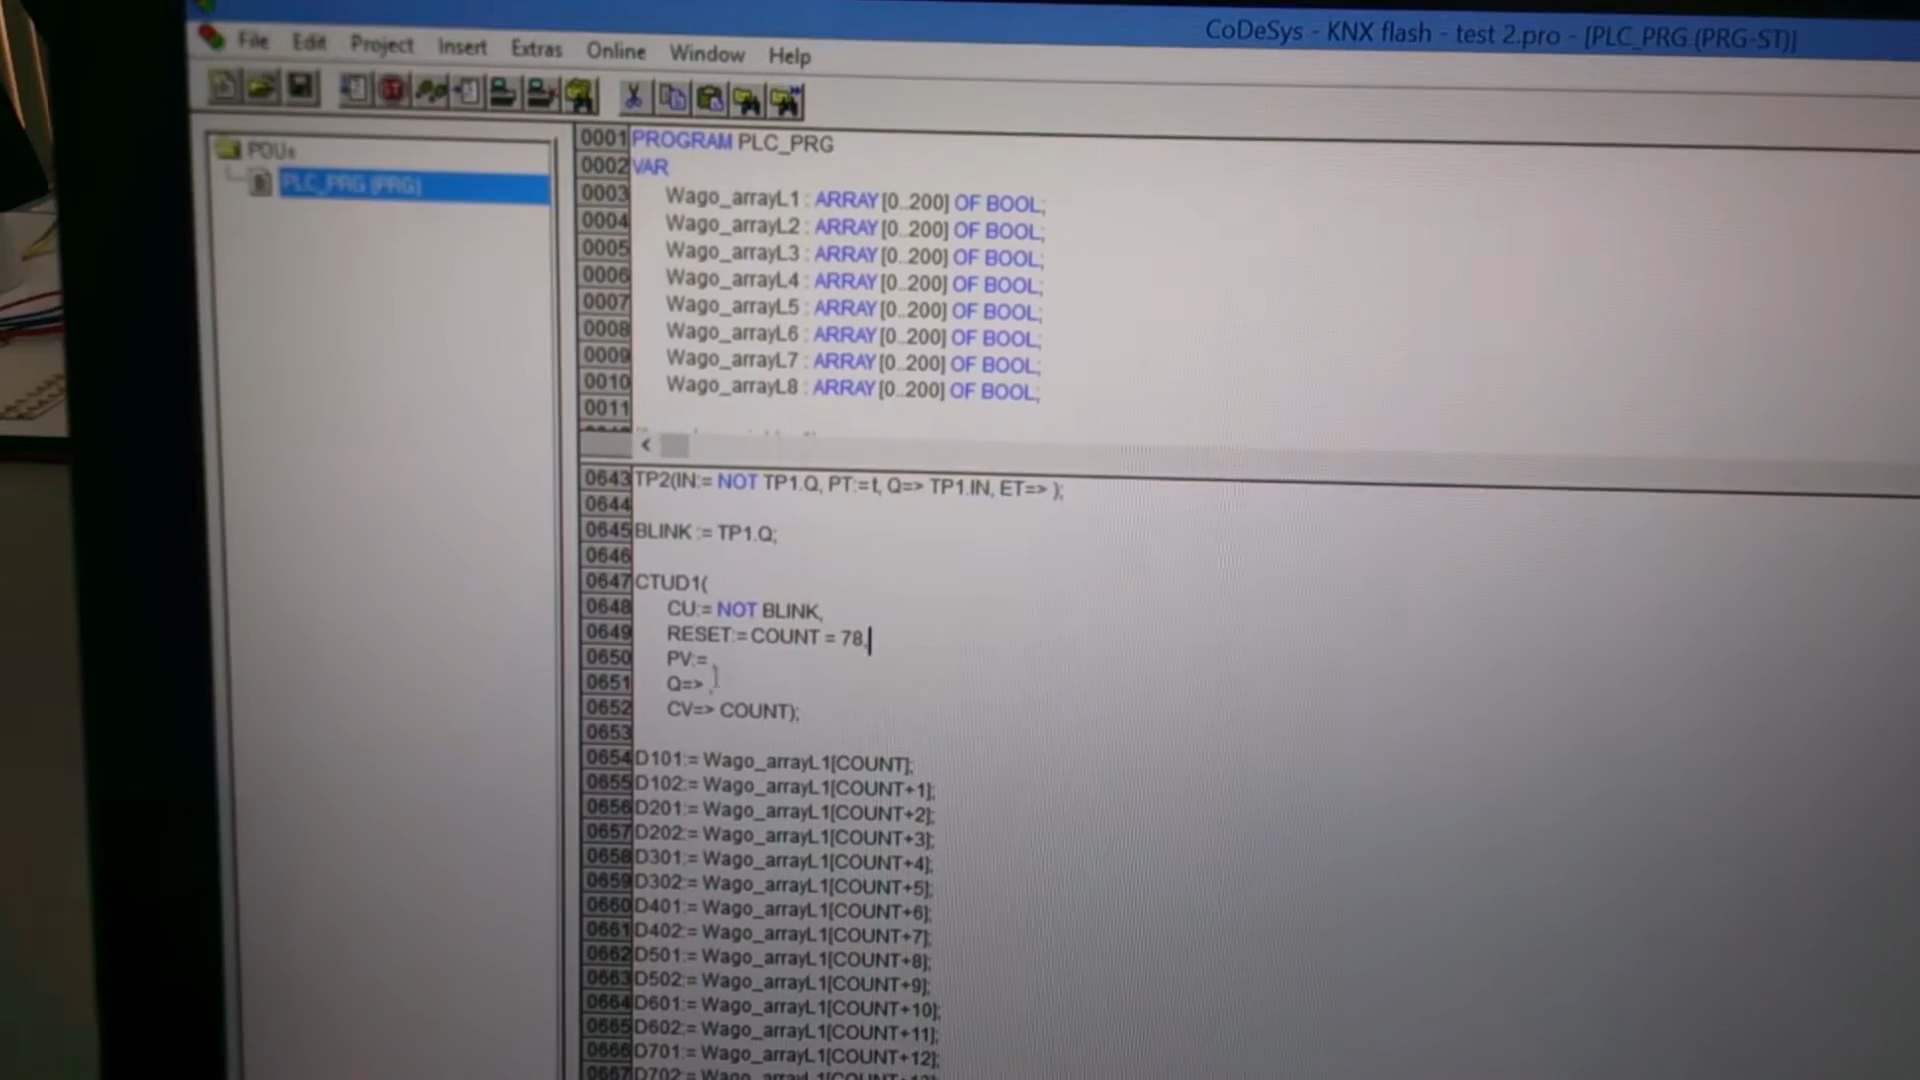 CoDeSys - KNX flash - test 2.pro - [PLC_PRG (PRG-ST)]
File Edit Project Insert Extras Online Window Help
POUs
PLC_PRG (PRG)
0001 PROGRAM PLC_PRG
0002 VAR
0003 Wago_arrayL1 : ARRAY [0..200] OF BOOL;
0004 Wago_arrayL2 : ARRAY [0..200] OF BOOL;
0005 Wago_arrayL3 : ARRAY [0..200] OF BOOL;
0006 Wago_arrayL4 : ARRAY [0..200] OF BOOL;
0007 Wago_arrayL5 : ARRAY [0..200] OF BOOL;
0008 Wago_arrayL6 : ARRAY [0..200] OF BOOL;
0009 Wago_arrayL7 : ARRAY [0..200] OF BOOL;
0010 Wago_arrayL8 : ARRAY [0..200] OF BOOL;
0011
0643 TP2(IN:= NOT TP1.Q, PT:=t, Q=> TP1.IN, ET=> );
0644
0645 BLINK := TP1.Q;
0646
0647 CTUD1(
0648 CU:= NOT BLINK,
0649 RESET:= COUNT = 78,
0650 PV:= ,
0651 Q=> ,
0652 CV=> COUNT);
0653
0654 D101:= Wago_arrayL1[COUNT];
0655 D102:= Wago_arrayL1[COUNT+1];
0656 D201:= Wago_arrayL1[COUNT+2];
0657 D202:= Wago_arrayL1[COUNT+3];
0658 D301:= Wago_arrayL1[COUNT+4];
0659 D302:= Wago_arrayL1[COUNT+5];
0660 D401:= Wago_arrayL1[COUNT+6];
0661 D402:= Wago_arrayL1[COUNT+7];
0662 D501:= Wago_arrayL1[COUNT+8];
0663 D502:= Wago_arrayL1[COUNT+9];
0664 D601:= Wago_arrayL1[COUNT+10];
0665 D602:= Wago_arrayL1[COUNT+11];
0666 D701:= Wago_arrayL1[COUNT+12];
0667 D702:=